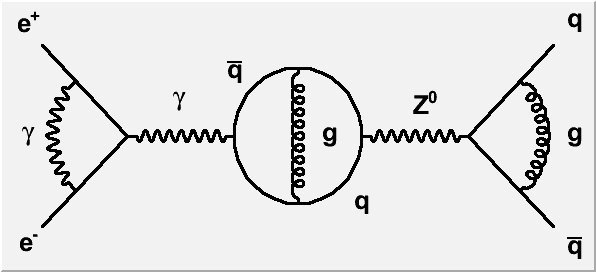 e⁺
q
q̅
γ
Z⁰
γ
g
g
q
e⁻
q̅